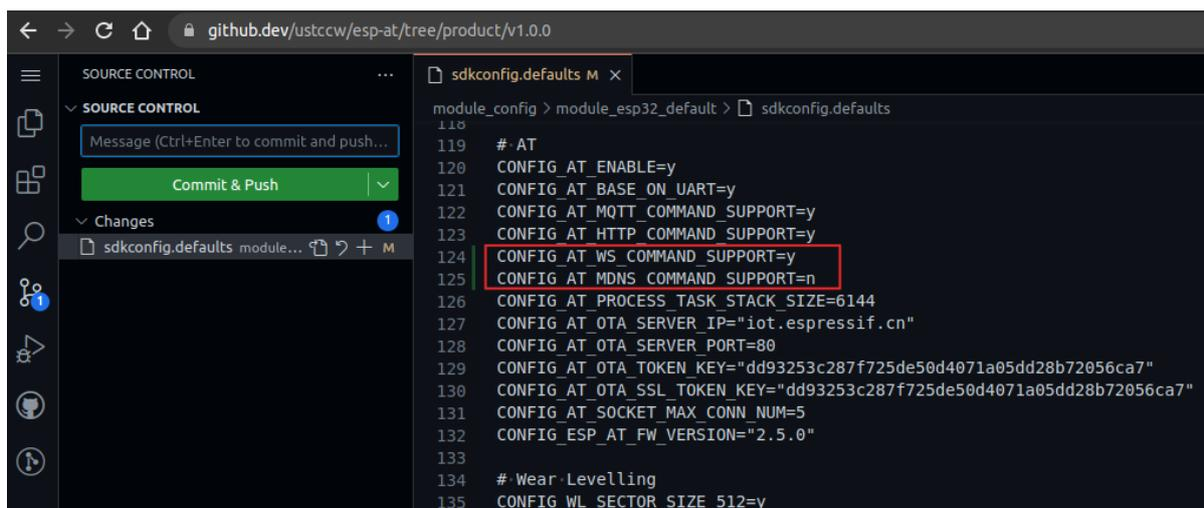 github.dev/ustccw/esp-at/tree/product/v1.0.0
SOURCE CONTROL
SOURCE CONTROL
Message (Ctrl+Enter to commit and push...
Commit & Push
Changes
1
sdkconfig.defaults module... M
1
sdkconfig.defaults M
module_config > module_esp32_default > sdkconfig.defaults
118
119 # AT
120 CONFIG_AT_ENABLE=y
121 CONFIG_AT_BASE_ON_UART=y
122 CONFIG_AT_MQTT_COMMAND_SUPPORT=y
123 CONFIG_AT_HTTP_COMMAND_SUPPORT=y
124 CONFIG_AT_WS_COMMAND_SUPPORT=y
125 CONFIG_AT_MDNS_COMMAND_SUPPORT=n
126 CONFIG_AT_PROCESS_TASK_STACK_SIZE=6144
127 CONFIG_AT_OTA_SERVER_IP="iot.espressif.cn"
128 CONFIG_AT_OTA_SERVER_PORT=80
129 CONFIG_AT_OTA_TOKEN_KEY="dd93253c287f725de50d4071a05dd28b72056ca7"
130 CONFIG_AT_OTA_SSL_TOKEN_KEY="dd93253c287f725de50d4071a05dd28b72056ca7"
131 CONFIG_AT_SOCKET_MAX_CONN_NUM=5
132 CONFIG_ESP_AT_FW_VERSION="2.5.0"
133
134 # Wear Levelling
135 CONFIG_WL_SECTOR_SIZE_512=y